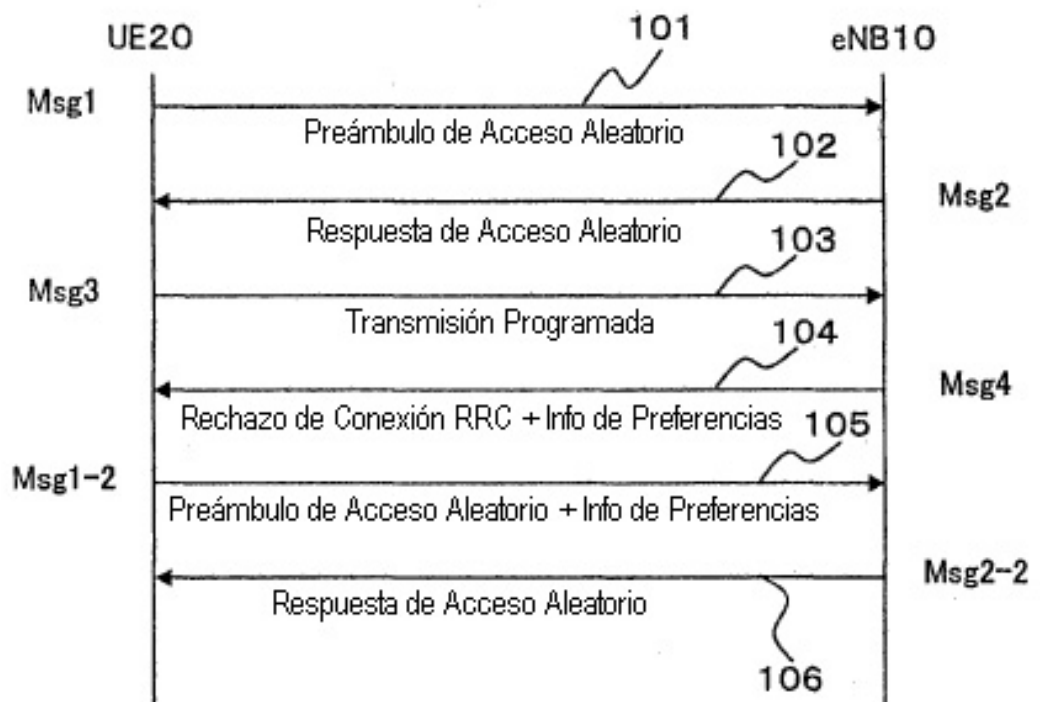 UE20
101
eNB10
Msg1
Preámbulo de Acceso Aleatorio
102
Msg2
Respuesta de Acceso Aleatorio
103
Msg3
Transmisión Programada
104
Msg4
Rechazo de Conexión RRC + Info de Preferencias
105
Msg1-2
Preámbulo de Acceso Aleatorio + Info de Preferencias
Msg2-2
Respuesta de Acceso Aleatorio
106